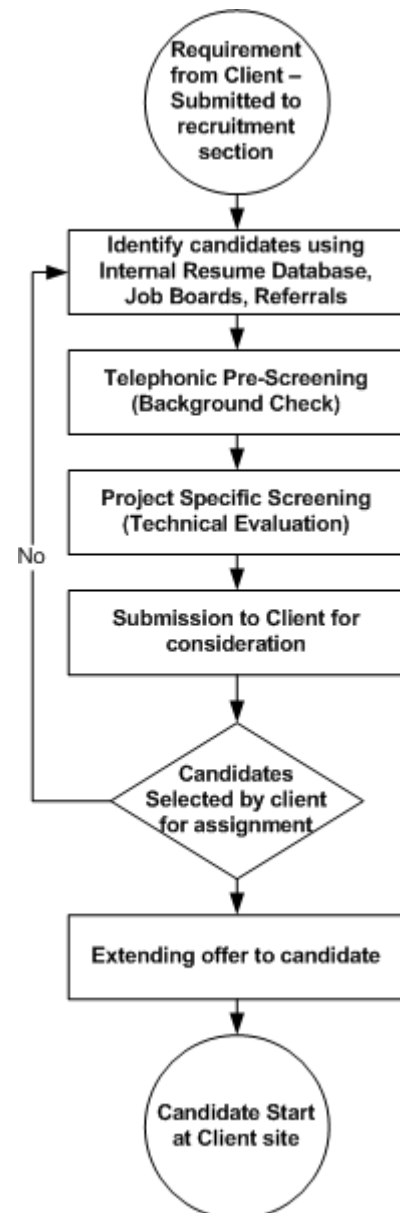 Requirement
from Client –
Submitted to
recruitment
section
Identify candidates using
Internal Resume Database,
Job Boards, Referrals
Telephonic Pre-Screening
(Background Check)
Project Specific Screening
(Technical Evaluation)
No
Submission to Client for
consideration
Candidates
Selected by client
for assignment
Extending offer to candidate
Candidate Start
at Client site